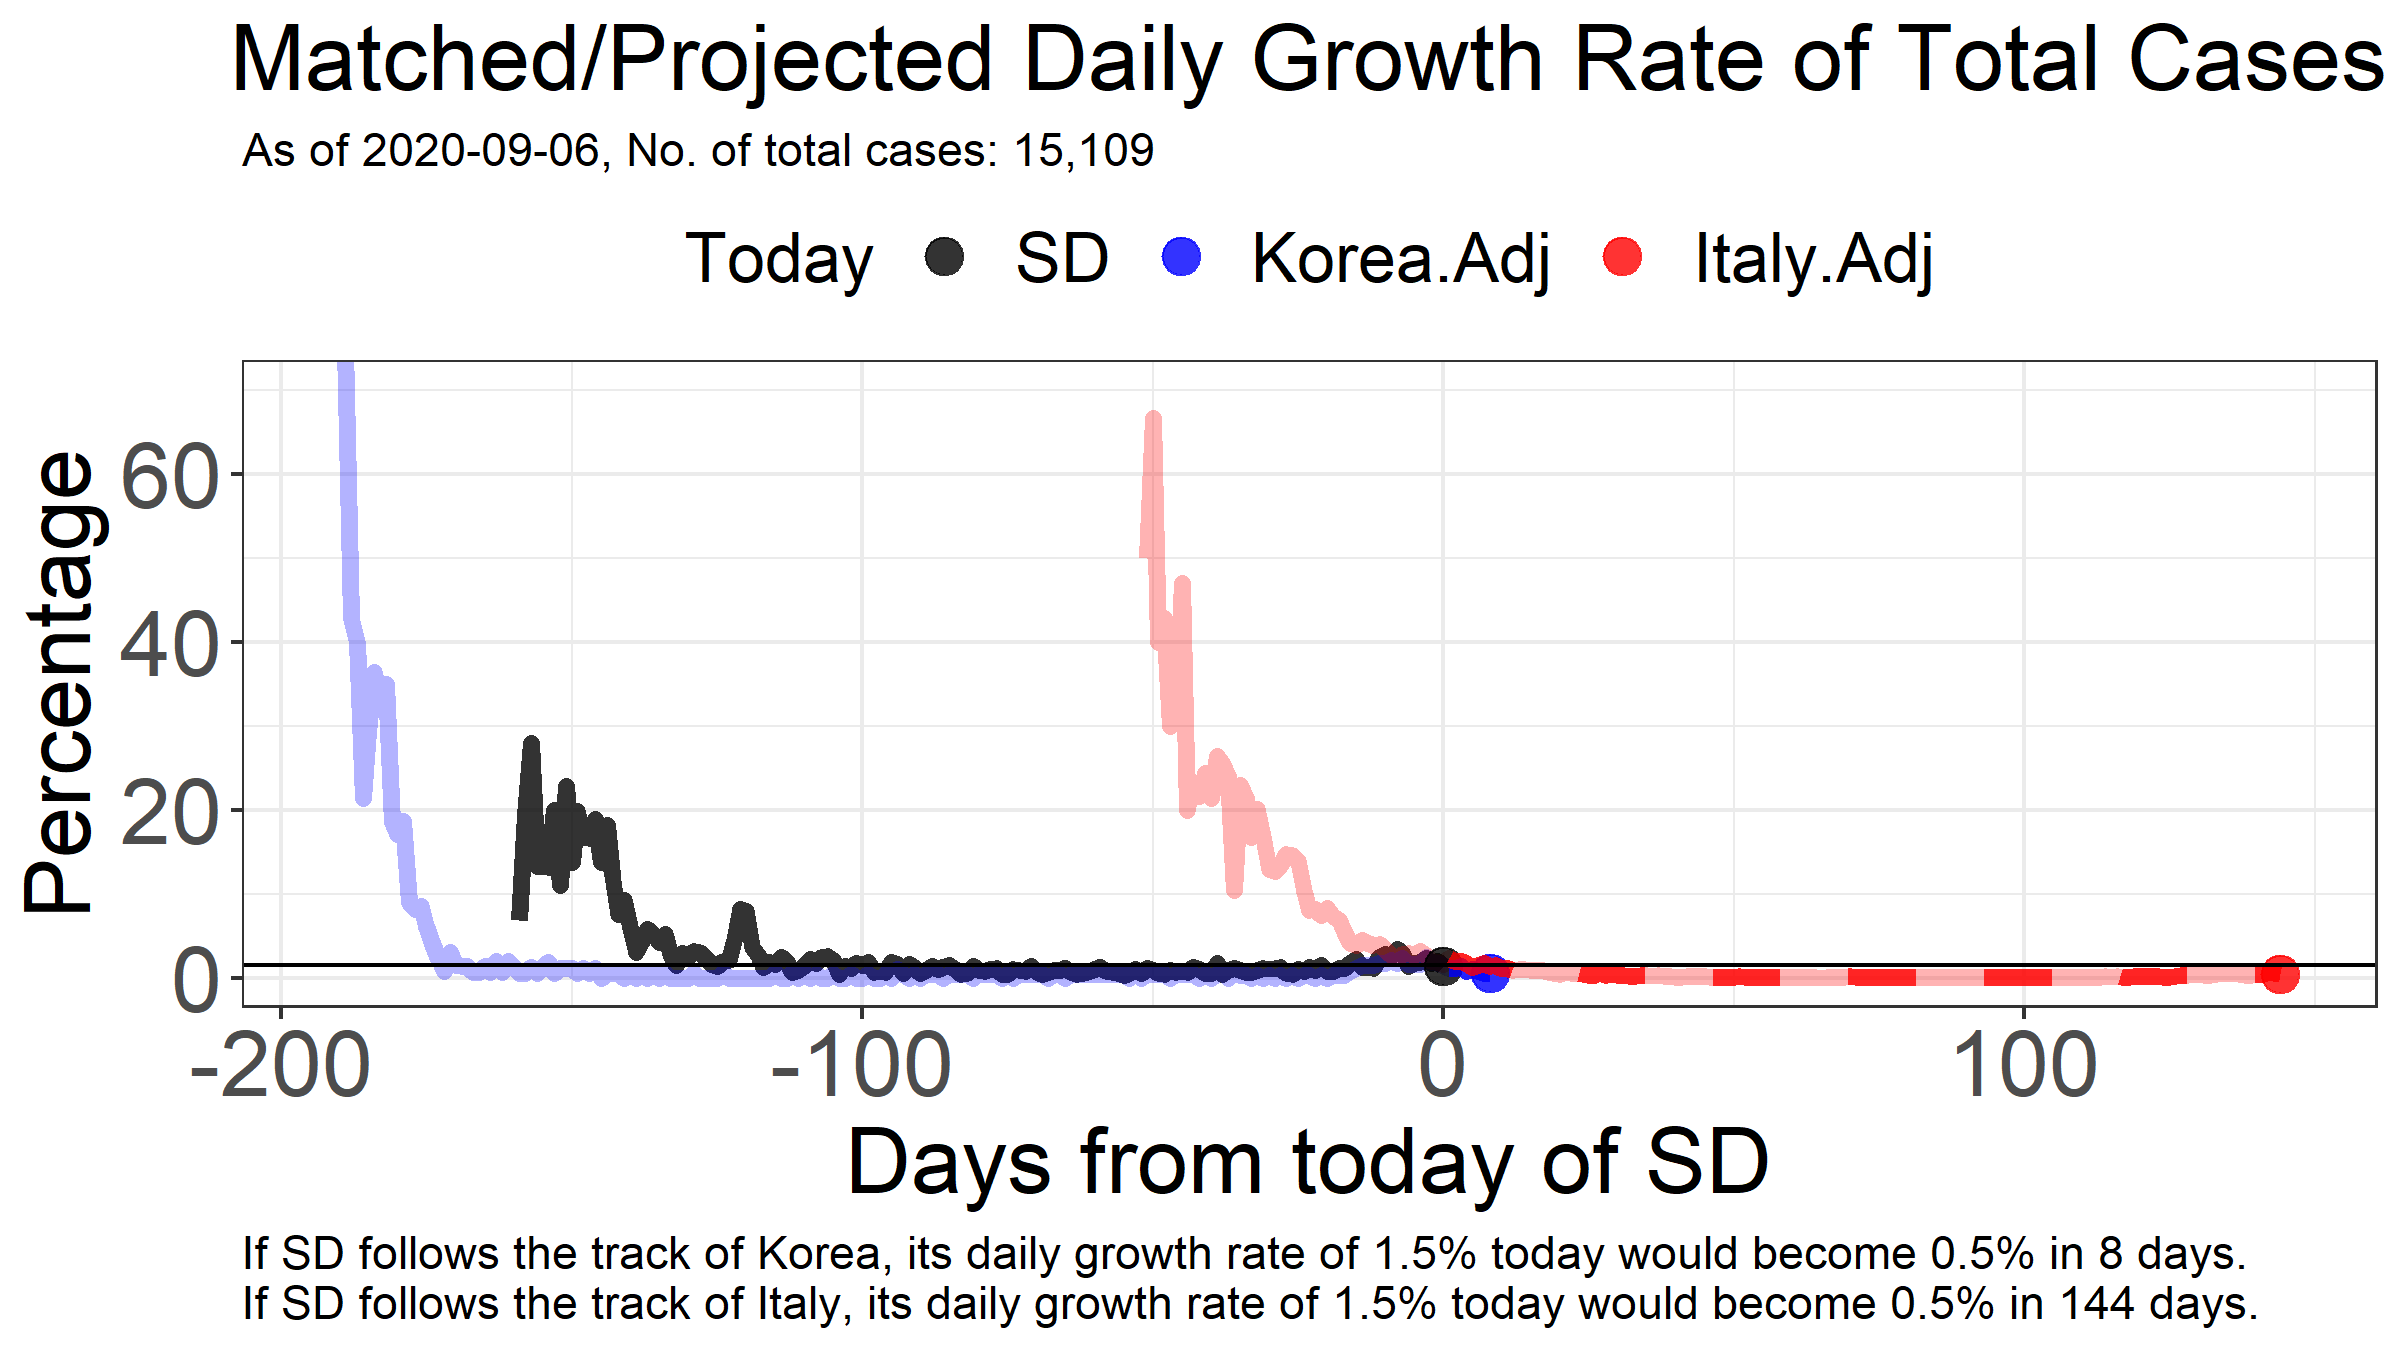 Matched/Projected Daily Growth Rate of Total Cases
As of 2020-09-06, No. of total cases: 15,109
Today SD Korea.Adj Italy.Adj
Percentage
60
40
20
0
-200 -100 0 100
Days from today of SD
If SD follows the track of Korea, its daily growth rate of 1.5% today would become 0.5% in 8 days.
If SD follows the track of Italy, its daily growth rate of 1.5% today would become 0.5% in 144 days.